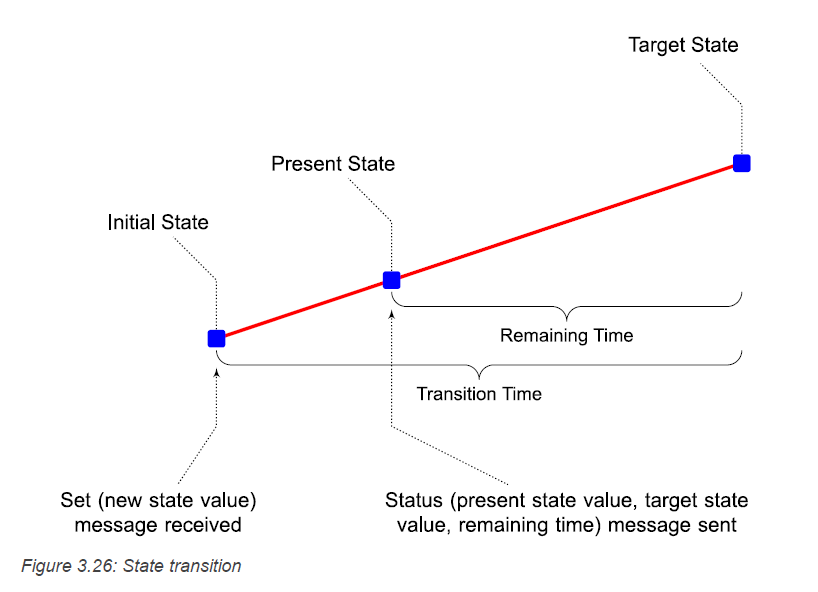 Target State
Present State
Initial State
Remaining Time
Transition Time
Set (new state value)
message received
Status (present state value, target state
value, remaining time) message sent
Figure 3.26: State transition